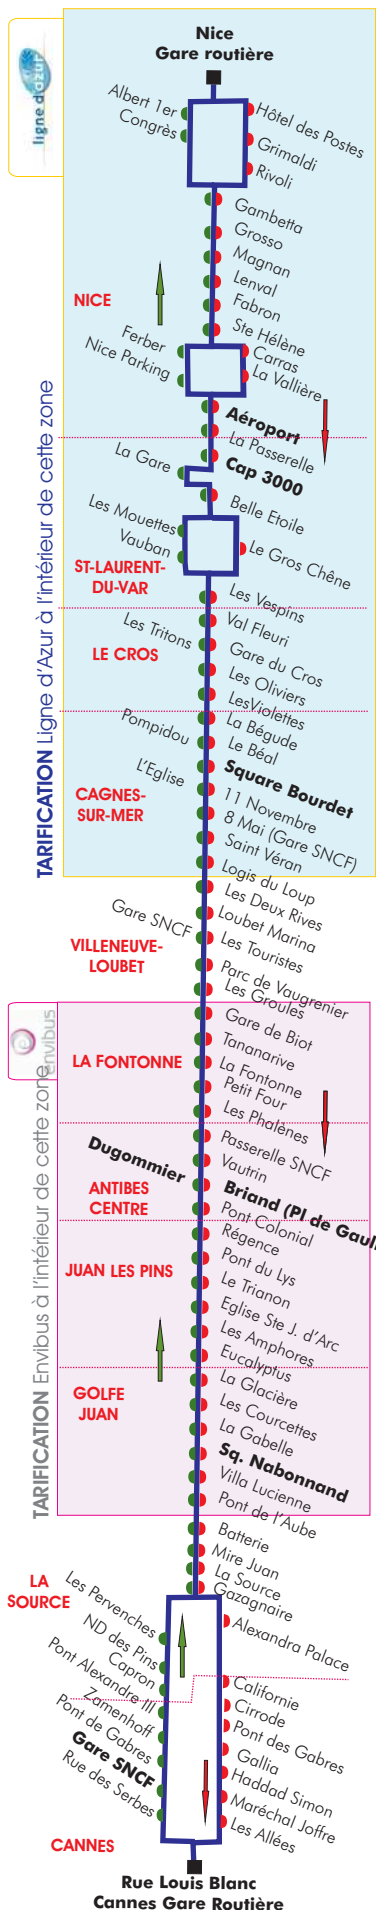 Nice
Gare routière
ligne d'azur
Albert 1er
Congrès
Hôtel des Postes
Grimaldi
Rivoli
Gambetta
Grosso
Magnan
Lenval
Fabron
Ste Hélène
NICE
Ferber
Nice Parking
Carras
La Vallière
Aéroport
La Passerelle
Cap 3000
La Gare
Belle Etoile
Les Mouettes
Vauban
Le Gros Chêne
ST-LAURENT-
DU-VAR
Les Vespins
Val Fleuri
Les Tritons
Gare du Cros
LE CROS
Les Oliviers
LesViolettes
La Bégude
Pompidou
Le Béal
L'Eglise
Square Bourdet
CAGNES-
SUR-MER
11 Novembre
8 Mai (Gare SNCF)
Saint Véran
TARIFICATION Ligne d'Azur à l'intérieur de cette zone
Logis du Loup
Les Deux Rives
Gare SNCF
Loubet Marina
VILLENEUVE-
LOUBET
Les Touristes
Parc de Vaugrenier
Les Groules
envibus
Gare de Biot
Tananarive
LA FONTONNE
La Fontonne
Petit Four
Les Phalènes
Passerelle SNCF
Dugommier
Vautrin
ANTIBES
CENTRE
Briand (Pl de Gaull
Pont Colonial
Régence
JUAN LES PINS
Pont du Lys
Le Trianon
Eglise Ste J. d'Arc
Les Amphores
Eucalyptus
La Glacière
GOLFE
JUAN
Les Courcettes
La Gabelle
Sq. Nabonnand
Villa Lucienne
Pont de l'Aube
TARIFICATION Envibus à l'intérieur de cette zone
Batterie
Mire Juan
La Source
Gazagnaire
LA
SOURCE
Les Pervenches
ND des Pins
Capron
Pont Alexandre III
Zamenhoff
Pont de Gabres
Gare SNCF
Rue des Serbes
Alexandra Palace
Californie
Cirrode
Pont des Gabres
Gallia
Haddad Simon
Maréchal Joffre
Les Allées
CANNES
Rue Louis Blanc
Cannes Gare Routière